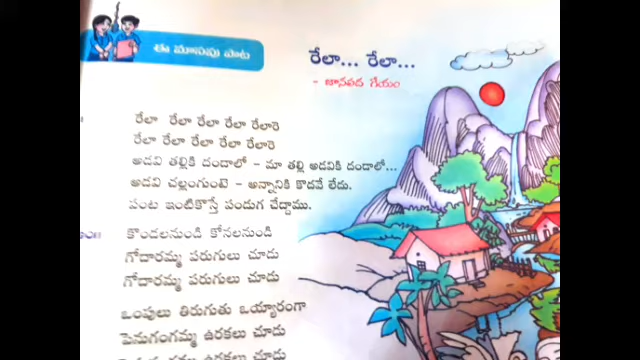 ఈ మాసపు పాట
రేలా... రేలా...
- జానపద గేయం
రేలా రేలా రేలా రేలా రేలారె
రేలా రేలా రేలా రేలా రేలారె
అడవి తల్లికి దండాలో - మా తల్లి అడవికి దండాలో...
అడవి చల్లంగుంటె - అన్నానికి కొదవే లేదు.
పంట ఇంటికొస్తే పండుగ చేద్దాము.
కొండలనుండి కోనలనుండి
గోదారమ్మ పరుగులు చూడు
గోదారమ్మ పరుగులు చూడు
ఒంపులు తిరుగుతు ఒయ్యారంగా
పెనుగంగమ్మ ఉరకలు చూడు
ఉరకలు చూడు